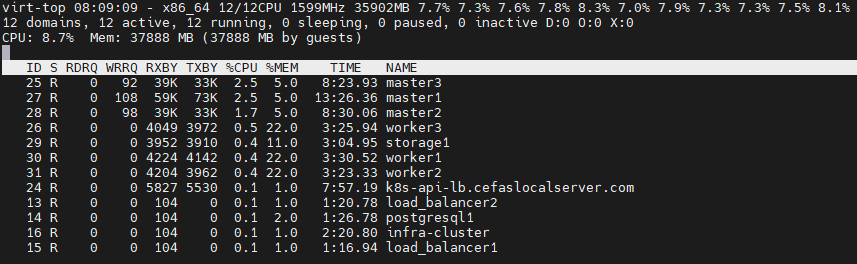 virt-top 08:09:09 - x86_64 12/12CPU 1599MHz 35902MB 7.7% 7.3% 7.6% 7.8% 8.3% 7.0% 7.9% 7.3% 7.3% 7.5% 8.1%
12 domains, 12 active, 12 running, 0 sleeping, 0 paused, 0 inactive D:0 O:0 X:0
CPU: 8.7%  Mem: 37888 MB (37888 MB by guests)
ID S RDRQ WRRQ RXBY TXBY %CPU %MEM    TIME   NAME
25 R    0   92  39K  33K  2.5  5.0   8:23.93 master3
27 R    0  108  59K  73K  2.5  5.0  13:26.36 master1
28 R    0   98  39K  33K  1.7  5.0   8:30.06 master2
26 R    0    0 4049 3972  0.5 22.0   3:25.94 worker3
29 R    0    0 3952 3910  0.4 11.0   3:04.95 storage1
30 R    0    0 4224 4142  0.4 22.0   3:30.52 worker1
31 R    0    0 4204 3962  0.4 22.0   3:23.33 worker2
24 R    0    0 5827 5530  0.1  1.0   7:57.19 k8s-api-lb.cefaslocalserver.com
13 R    0    0  104    0  0.1  1.0   1:20.78 load_balancer2
14 R    0    0  104    0  0.1  2.0   1:26.78 postgresql1
16 R    0    0  104    0  0.1  1.0   2:20.80 infra-cluster
15 R    0    0  104    0  0.1  1.0   1:16.94 load_balancer1